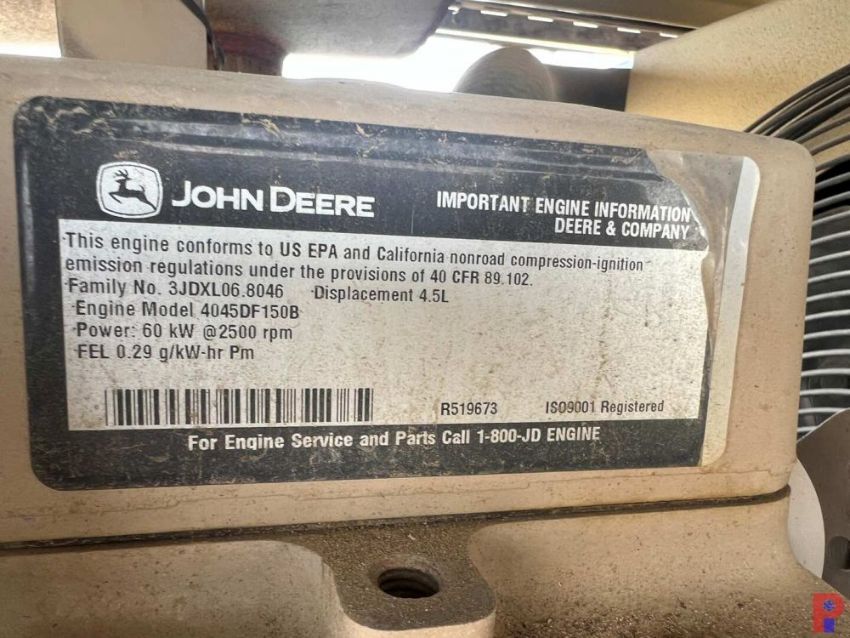 JOHN DEERE
IMPORTANT ENGINE INFORMATION
DEERE & COMPANY
This engine conforms to US EPA and California nonroad compression-ignition
emission regulations under the provisions of 40 CFR 89.102.
Family No. 3JDXL06.8046 Displacement 4.5L
Engine Model 4045DF150B
Power: 60 kW @2500 rpm
FEL 0.29 g/kW-hr Pm
R519673 ISO9001 Registered
For Engine Service and Parts Call 1-800-JD ENGINE